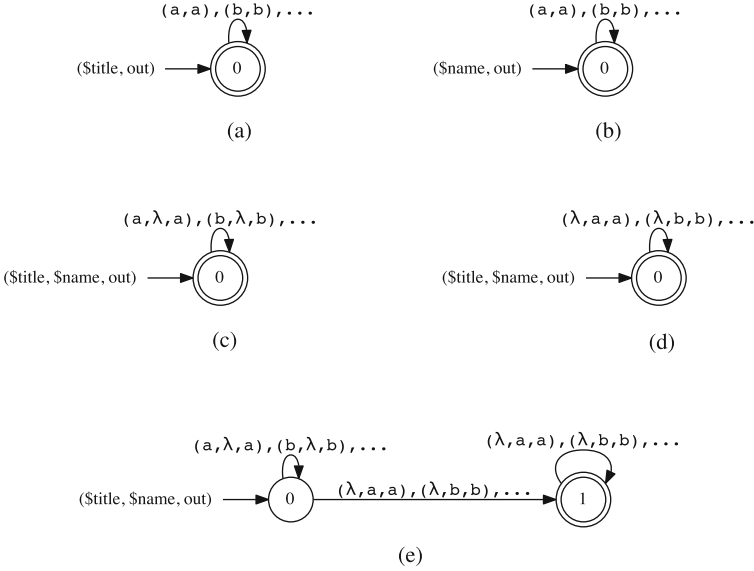 (a,a),(b,b),...
(a,a),(b,b),...
($title, out)
0
($name, out)
0
(a)
(b)
(a,λ,a),(b,λ,b),...
(λ,a,a),(λ,b,b),...
($title, $name, out)
0
($title, $name, out)
0
(c)
(d)
(a,λ,a),(b,λ,b),...
(λ,a,a),(λ,b,b),...
($title, $name, out)
0
(λ,a,a),(λ,b,b),...
1
(e)